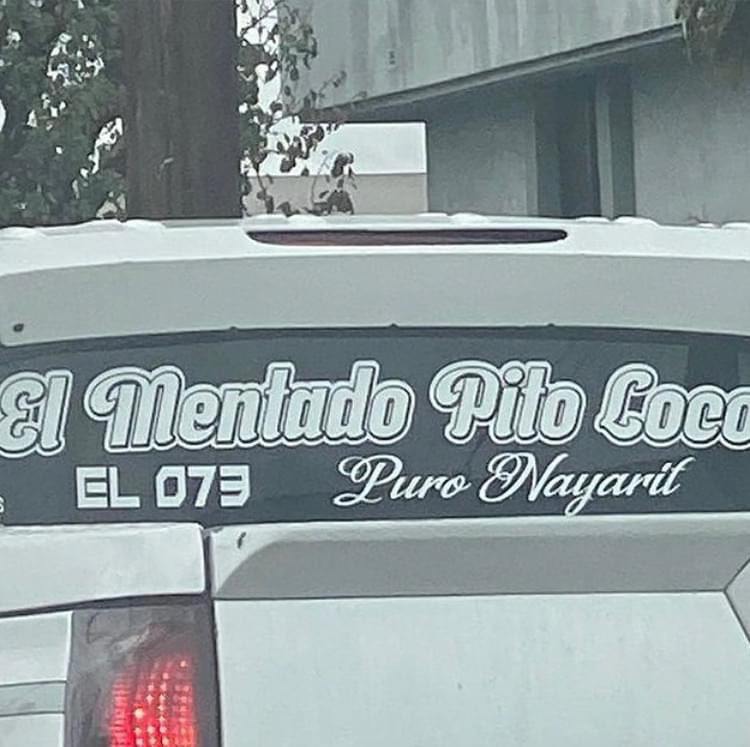 El Mentado Pito Loco
EL 073 Puro Nayarit